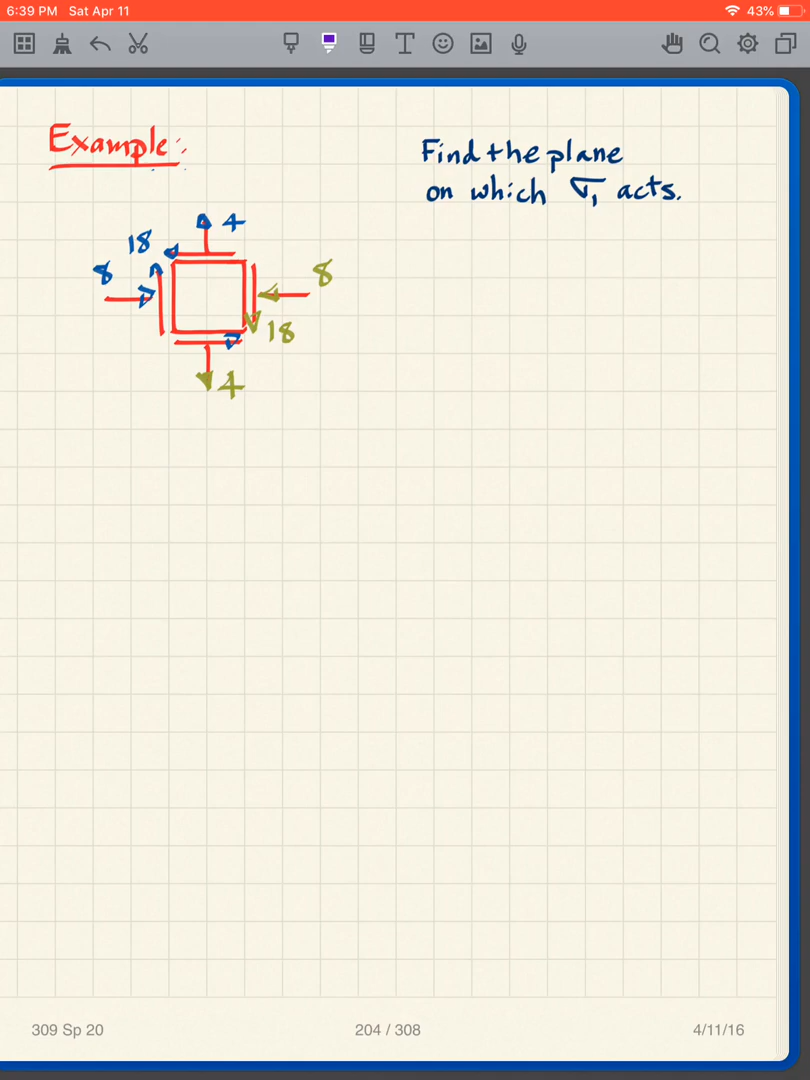 6:39 PM Sat Apr 11
43%
Example:
Find the plane
on which σ₁ acts.
4
18
8
8
18
4
309 Sp 20
204 / 308
4/11/16